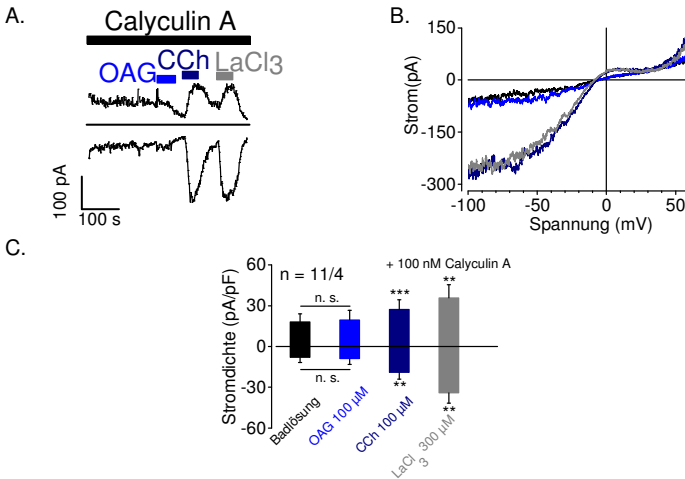 A.
Calyculin A
OAG CCh LaCl3
100 pA
100 s
B.
Strom(pA)
150
0
-150
-300
-100 -50 0 50
Spannung (mV)
C.
+ 100 nM Calyculin A
n = 11/4
Stromdichte (pA/pF)
60
30
0
-30
-60
n. s.
*** **
n. s.
** **
Badlösung
OAG 100 µM
CCh 100 µM
LaCl3 300 µM